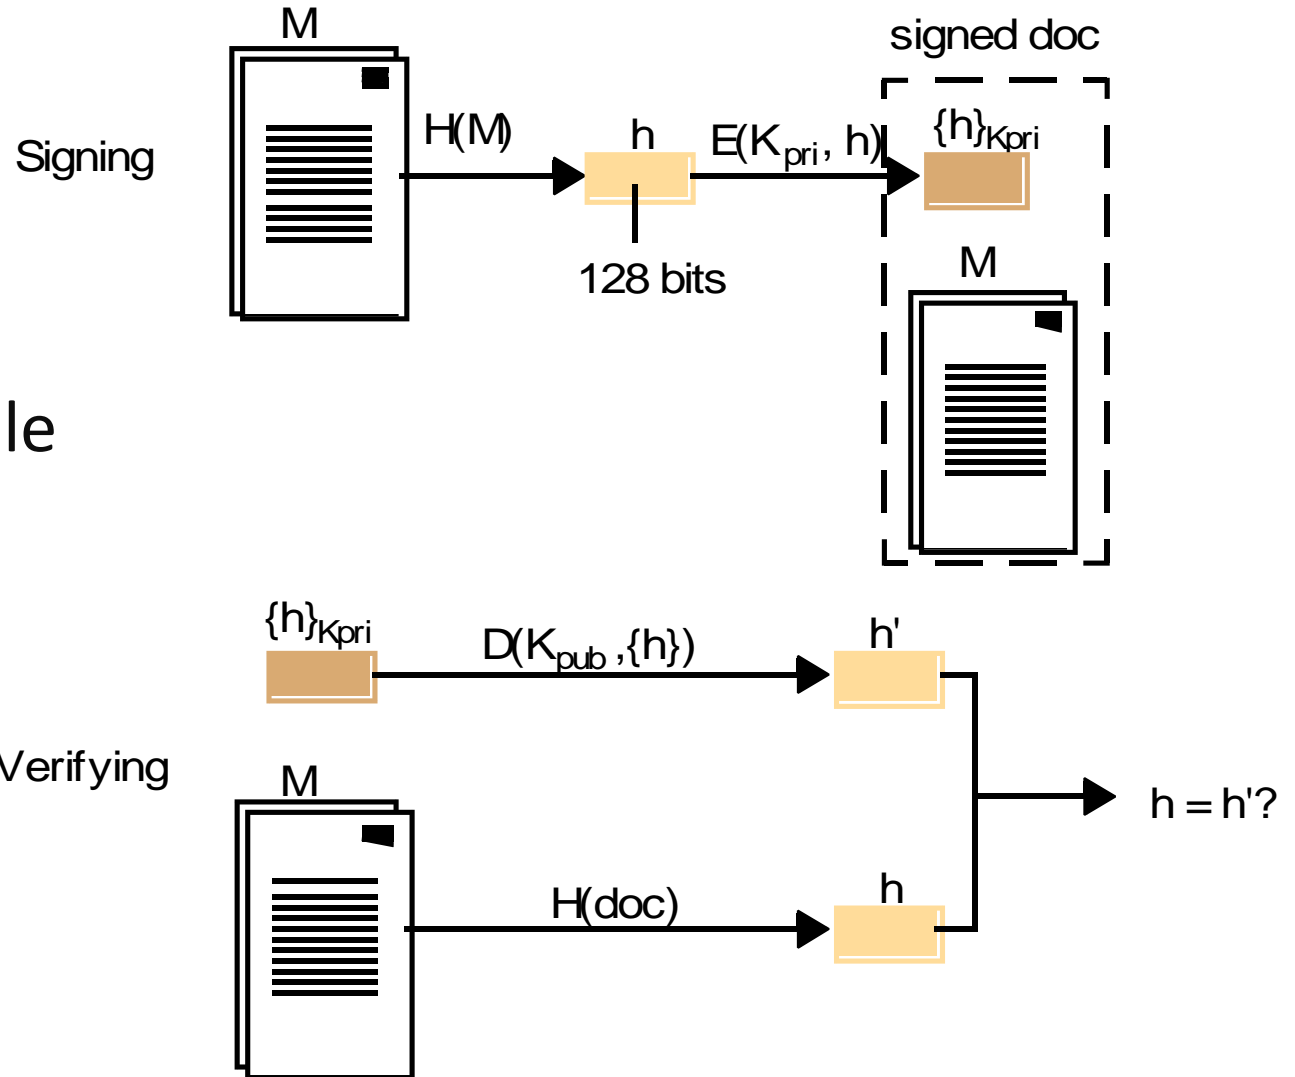 M
signed doc
Signing
H(M)
h
E(Kpri, h)
{h}Kpri
128 bits
M
le
{h}Kpri
D(Kpub ,{h})
h'
Verifying
M
h = h'?
H(doc)
h